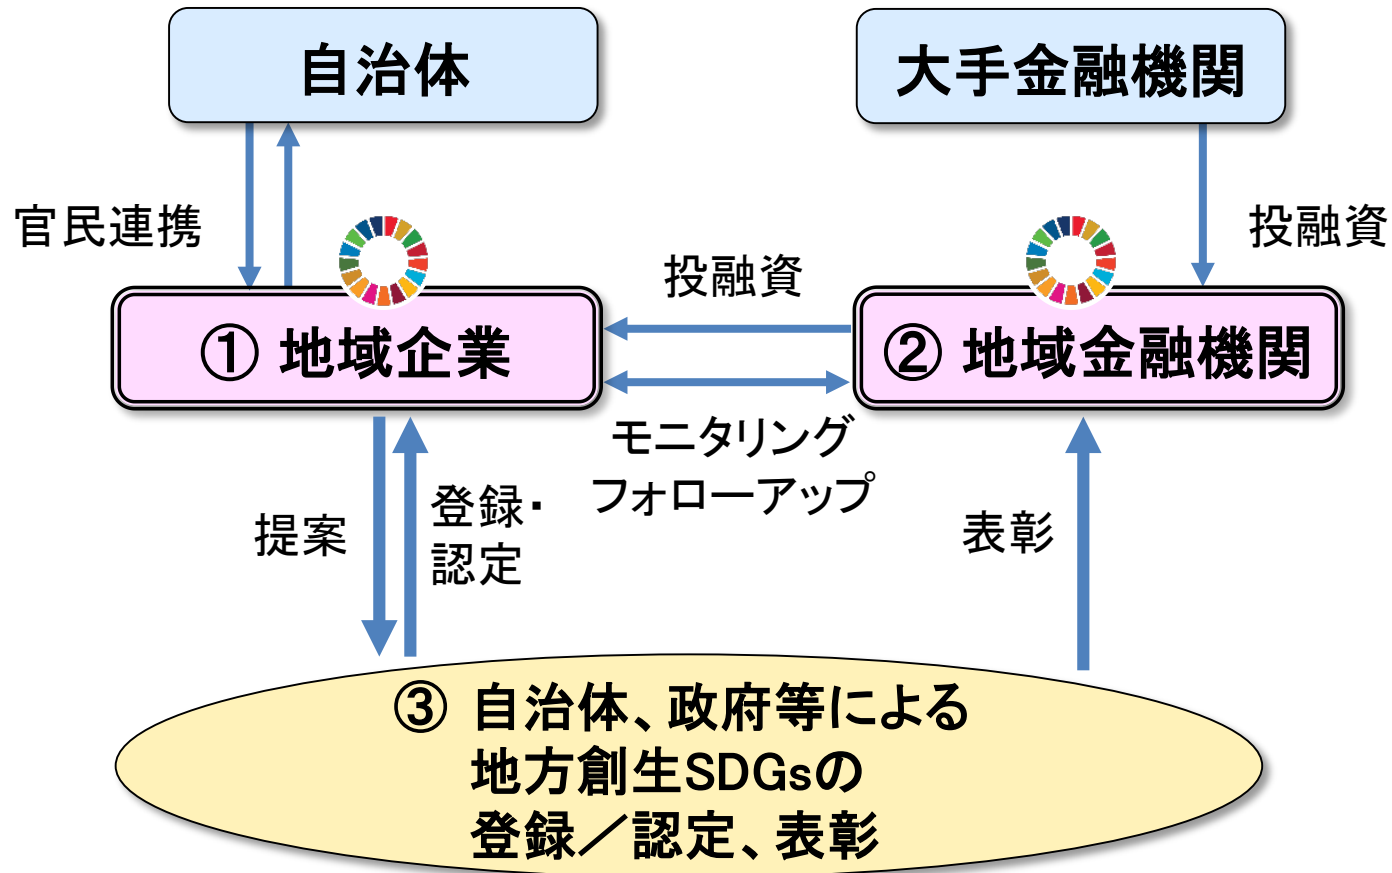 自治体
大手金融機関
官民連携
投融資
投融資
① 地域企業
② 地域金融機関
モニタリング
フォローアップ
提案
登録・
認定
表彰
③ 自治体、政府等による
地方創生SDGsの
登録／認定、表彰